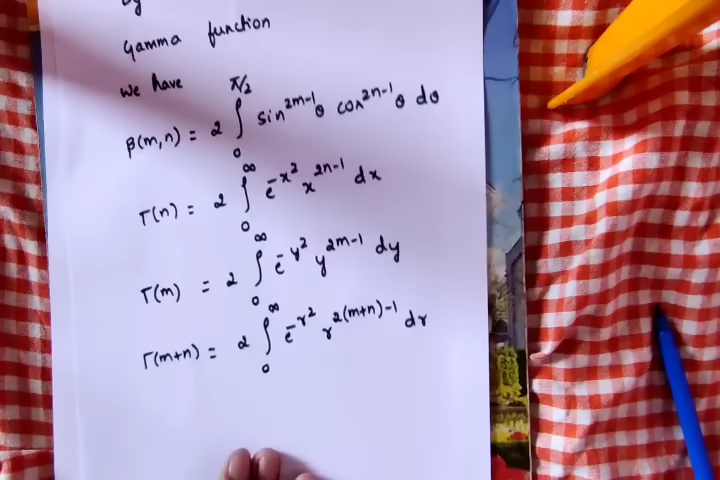 Gamma function
we have
β(m,n) = 2 ∫₀^{π/2} sin^{2m-1}θ cos^{2n-1}θ dθ
Γ(n) = 2 ∫₀^∞ e^{-x²} x^{2n-1} dx
Γ(m) = 2 ∫₀^∞ e^{-y²} y^{2m-1} dy
Γ(m+n) = 2 ∫₀^∞ e^{-r²} r^{2(m+n)-1} dr